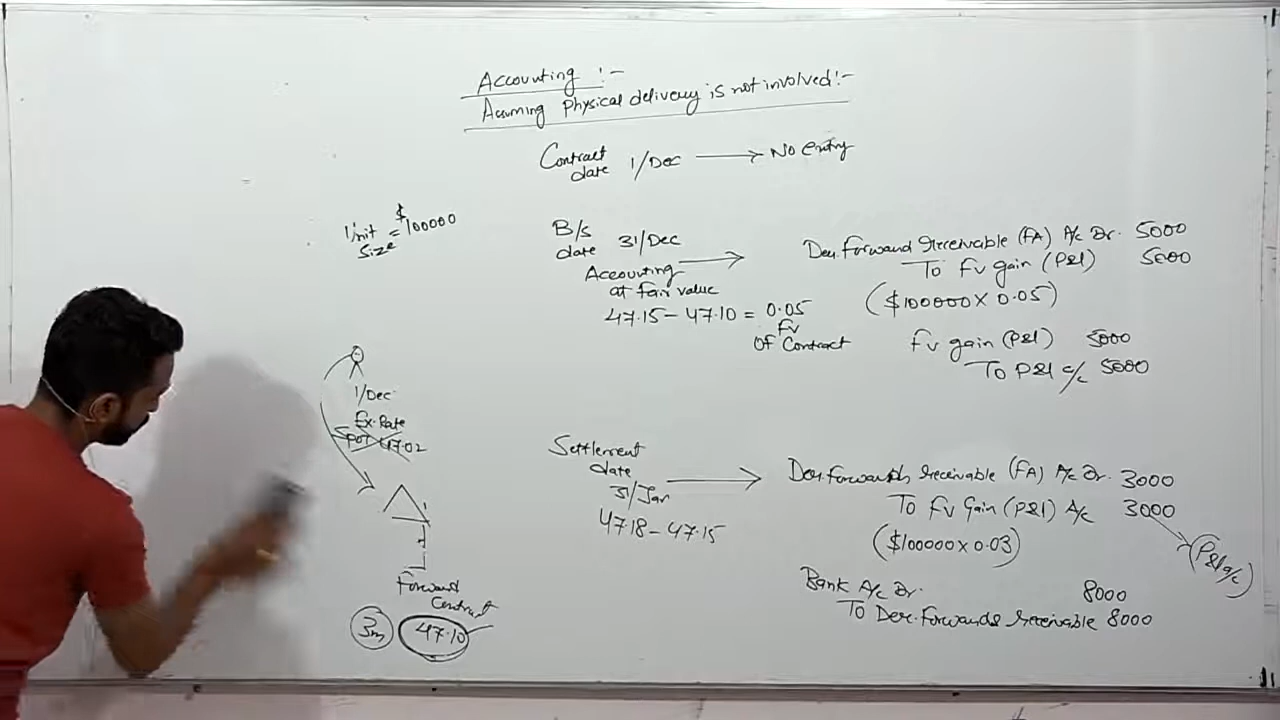 Accounting :-
Assuming Physical delivery is not involved:-
Contract date 1/Dec → No entry
Unit size = $100000
B/s date 31/Dec
Accounting at fair value
47.15 - 47.10 = 0.05
Fv of Contract
Der. Forward receivable (FA) A/c Dr. 5000
To Fv gain (P&l) 5000
($100000 X 0.05)
fv gain (P&l) 5000
To P&l a/c 5000
1/Dec
Ex. Rate
Spot 47.02
Forward Contract
3m 47.10
Settlement date
31/Jan
47.18 - 47.15
Der. Forwards receivable (FA) A/c Dr. 3000
To Fv Gain (P&l) A/c 3000
(P&l a/c)
($100000 x 0.03)
Bank A/c Dr. 8000
To Der. Forwards receivable 8000